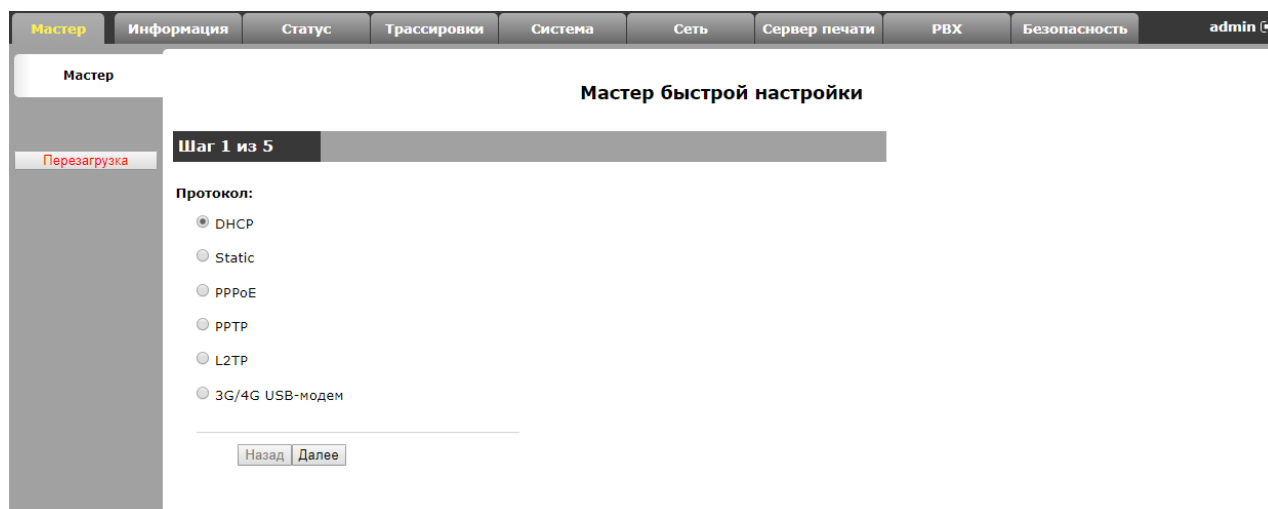 Мастер Информация Статус Трассировки Система Сеть Сервер печати PBX Безопасность admin
Мастер
Мастер быстрой настройки
Перезагрузка
Шаг 1 из 5
Протокол:
DHCP
Static
PPPoE
PPTP
L2TP
3G/4G USB-модем
Назад Далее